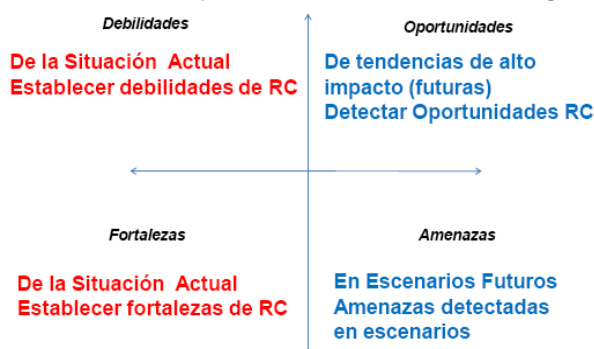 Debilidades
De la Situación Actual
Establecer debilidades de RC
Oportunidades
De tendencias de alto
impacto (futuras)
Detectar Oportunidades RC
Fortalezas
De la Situación Actual
Establecer fortalezas de RC
Amenazas
En Escenarios Futuros
Amenazas detectadas
en escenarios